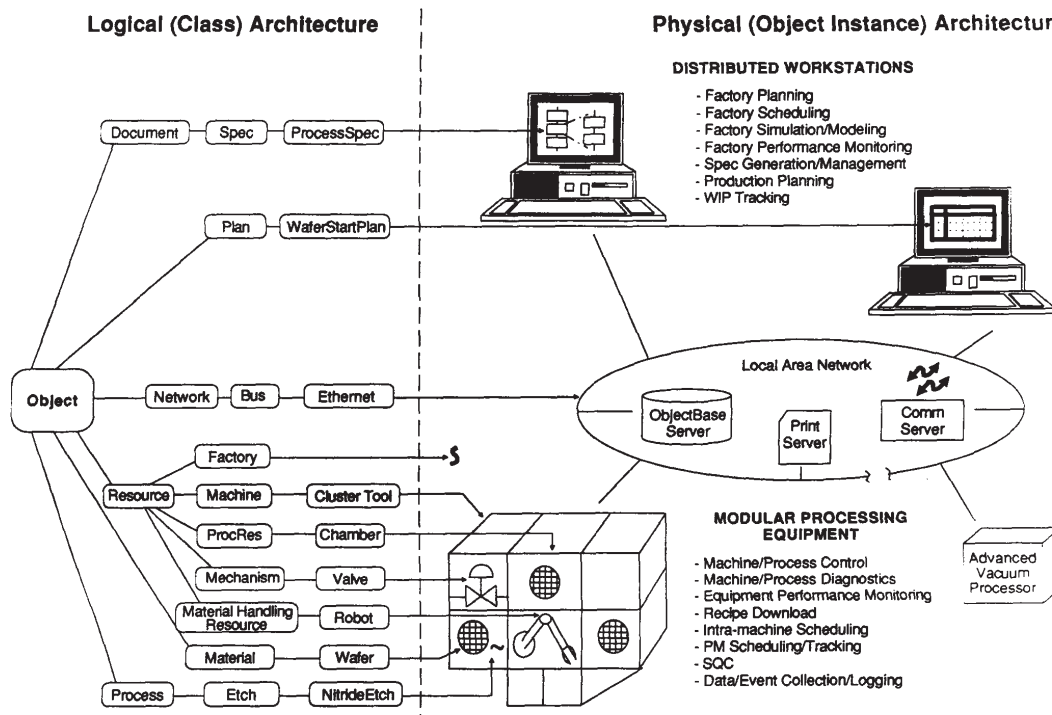 Logical (Class) Architecture
Physical (Object Instance) Architectur
DISTRIBUTED WORKSTATIONS
- Factory Planning
- Factory Scheduling
- Factory Simulation/Modeling
- Factory Performance Monitoring
- Spec Generation/Management
- Production Planning
- WIP Tracking
Document
Spec
ProcessSpec
Plan
WaferStartPlan
Object
Network
Bus
Ethernet
Local Area Network
ObjectBase
Server
Print
Server
Comm
Server
Factory
S
Resource
Machine
Cluster Tool
ProcRes
Chamber
Mechanism
Valve
Material Handling
Resource
Robot
Material
Wafer
Process
Etch
NitrideEtch
~
MODULAR PROCESSING
EQUIPMENT
- Machine/Process Control
- Machine/Process Diagnostics
- Equipment Performance Monitoring
- Recipe Download
- Intra-machine Scheduling
- PM Scheduling/Tracking
- SQC
- Data/Event Collection/Logging
Advanced
Vacuum
Processor